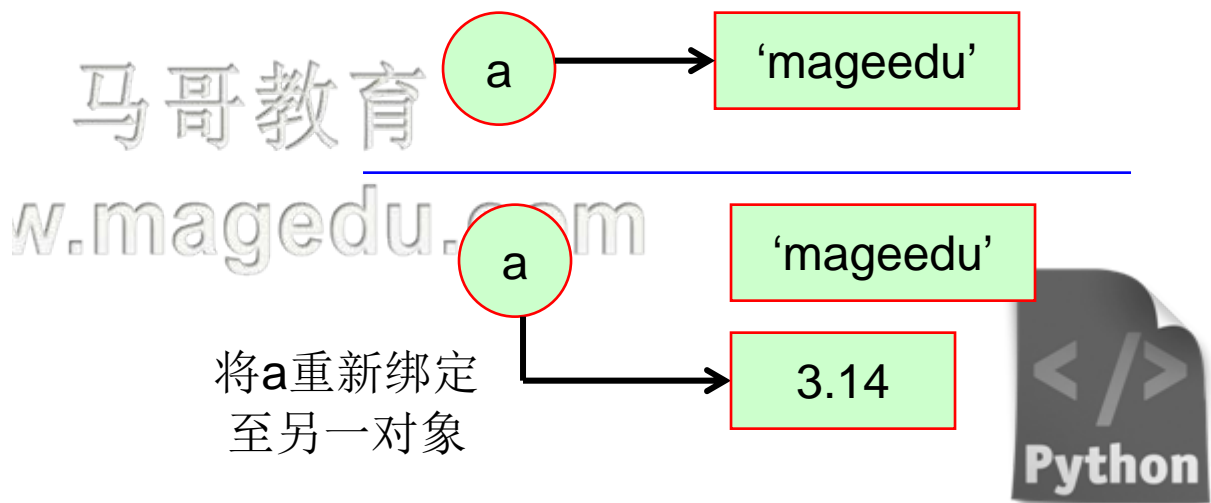 a
‘mageedu’
马哥教育
w.magedu.com
a
‘mageedu’
将a重新绑定
至另一对象
3.14
</>
Python